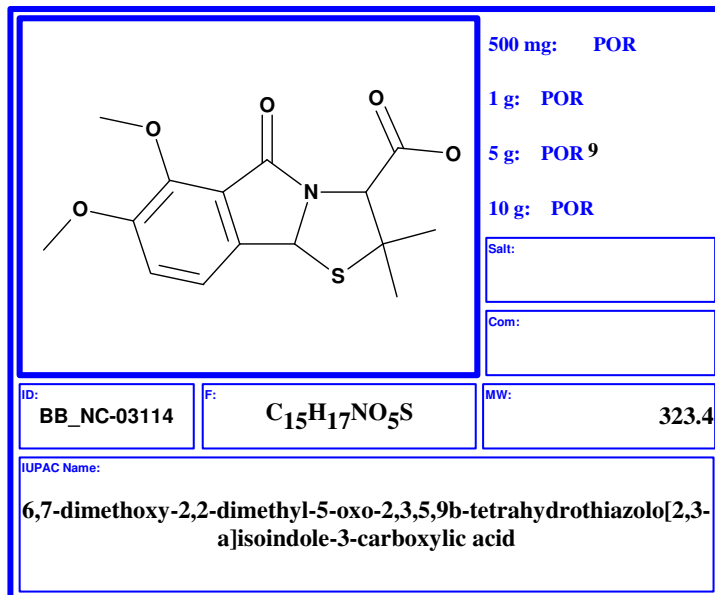 500 mg: POR
1 g: POR
5 g: POR 9
10 g: POR
O
O
O
O
O
N
S
Salt:
Com:
ID:
BB_NC-03114
F:
C15H17NO5S
MW:
323.4
IUPAC Name:
6,7-dimethoxy-2,2-dimethyl-5-oxo-2,3,5,9b-tetrahydrothiazolo[2,3-
a]isoindole-3-carboxylic acid